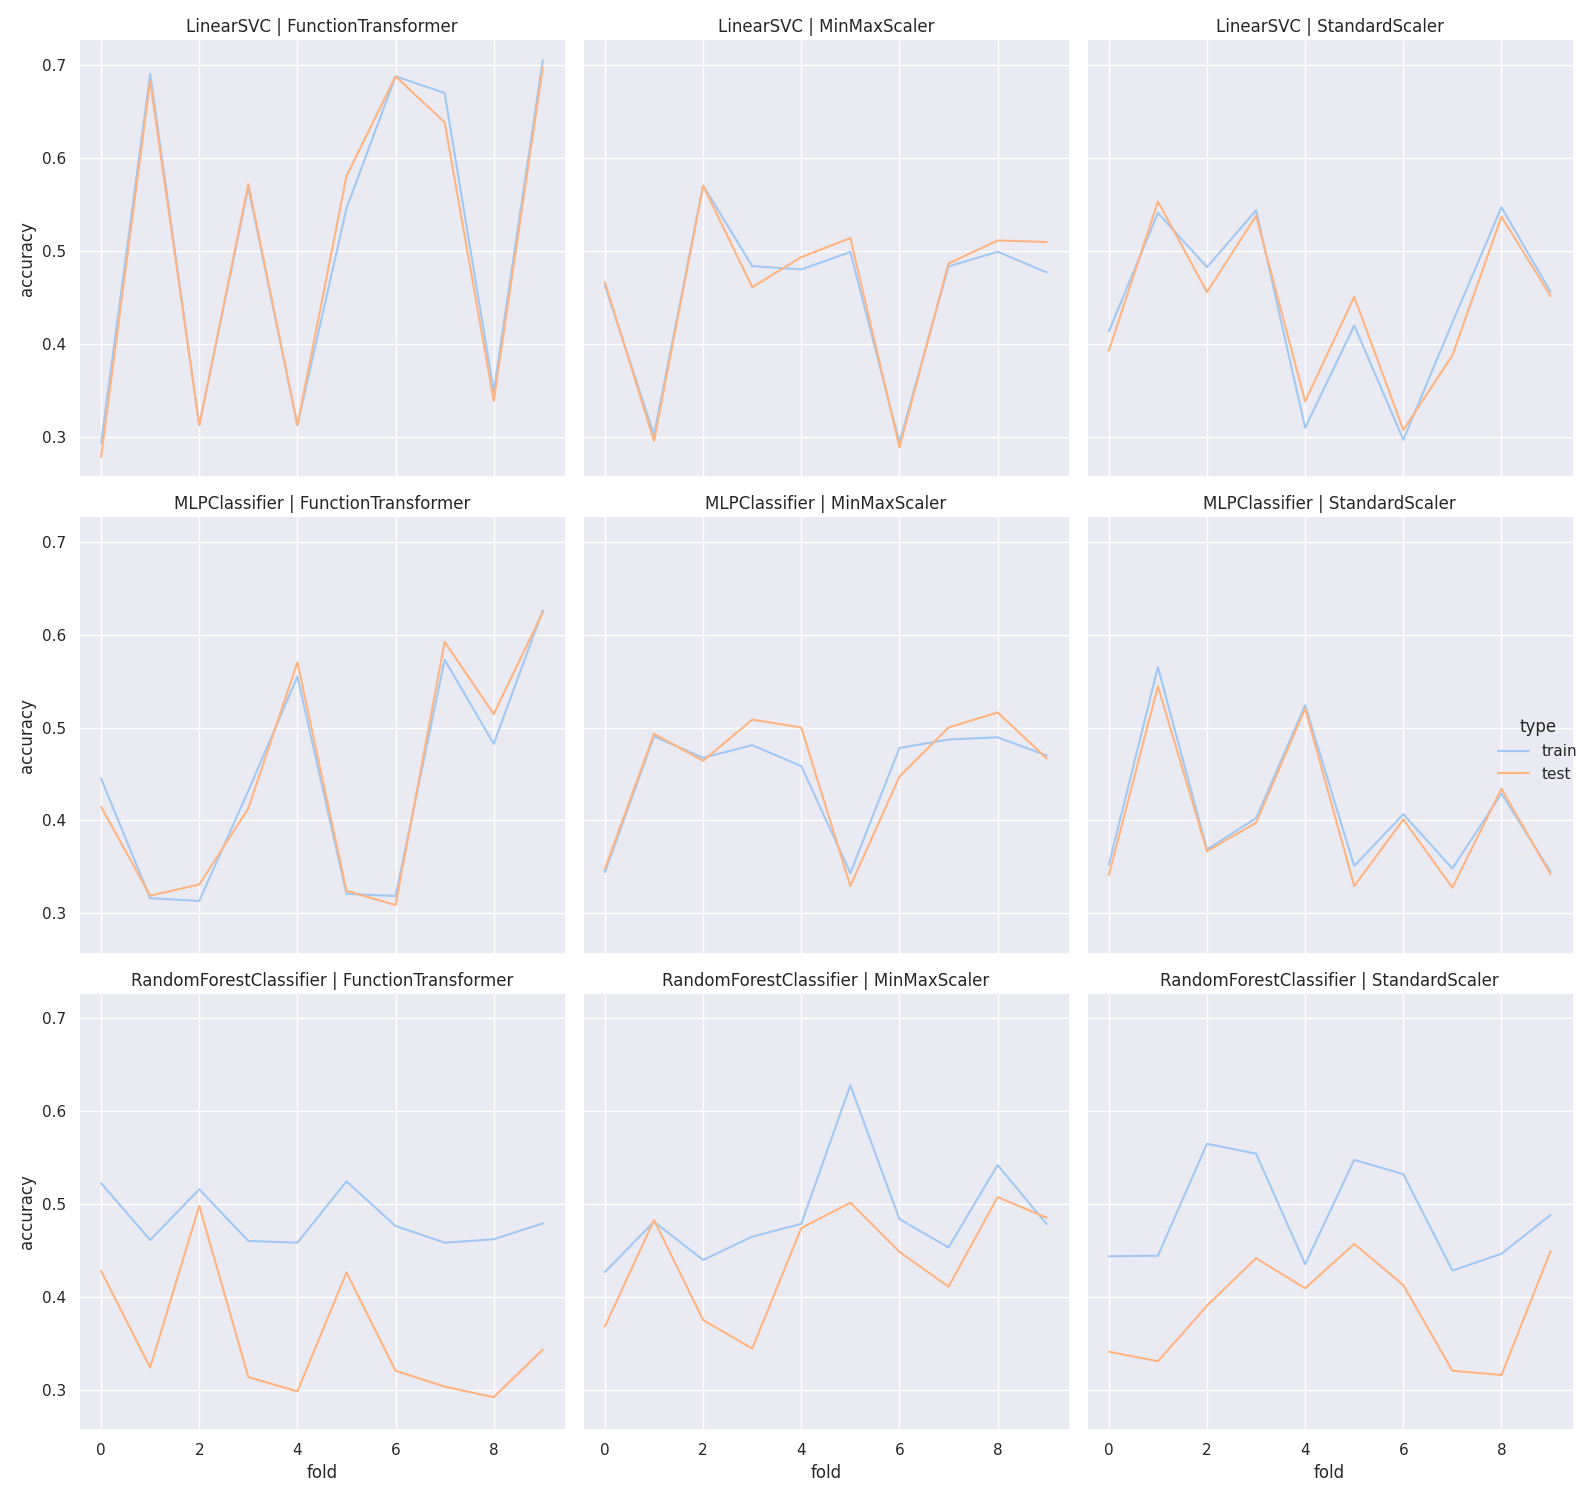 LinearSVC | FunctionTransformer
LinearSVC | MinMaxScaler
LinearSVC | StandardScaler
0.7
0.6
0.5
0.4
0.3
accuracy
MLPClassifier | FunctionTransformer
MLPClassifier | MinMaxScaler
MLPClassifier | StandardScaler
0.7
0.6
0.5
0.4
0.3
accuracy
type
train
test
RandomForestClassifier | FunctionTransformer
RandomForestClassifier | MinMaxScaler
RandomForestClassifier | StandardScaler
0.7
0.6
0.5
0.4
0.3
accuracy
0 2 4 6 8
fold
0 2 4 6 8
fold
0 2 4 6 8
fold